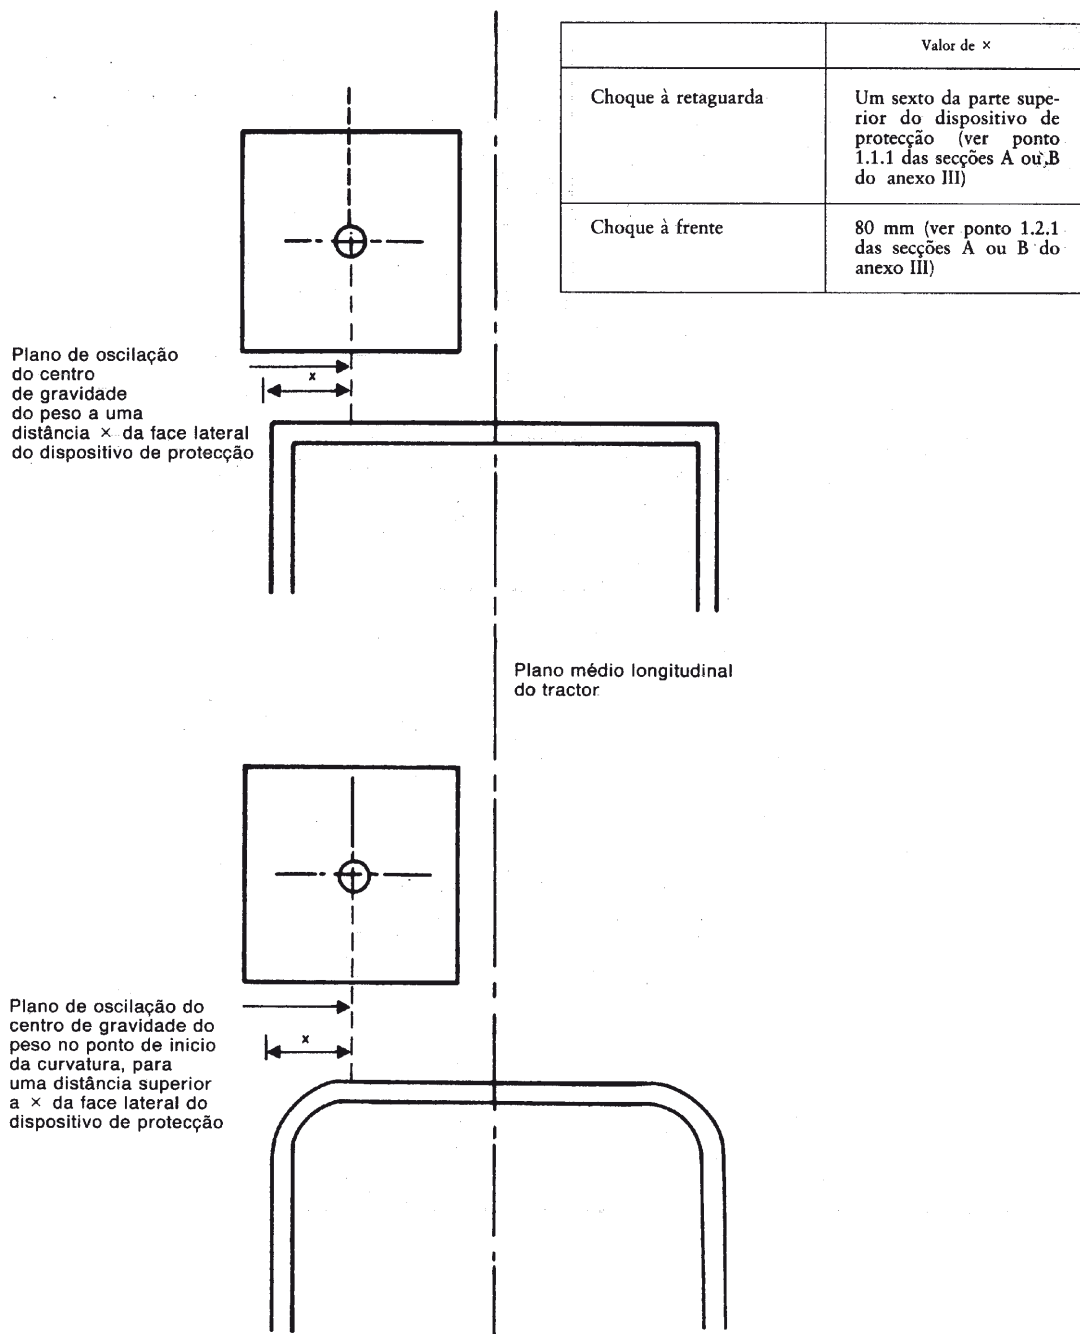 Valor de ×
Choque à retaguarda
Um sexto da parte supe-
rior do dispositivo de
protecção (ver ponto
1.1.1 das secções A ou B
do anexo III)
Choque à frente
80 mm (ver ponto 1.2.1
das secções A ou B do
anexo III)
Plano de oscilação
do centro
de gravidade
do peso a uma
distância × da face lateral
do dispositivo de protecção
x
Plano médio longitudinal
do tractor
Plano de oscilação do
centro de gravidade do
peso no ponto de inicio
da curvatura, para
uma distância superior
a × da face lateral do
dispositivo de protecção
x